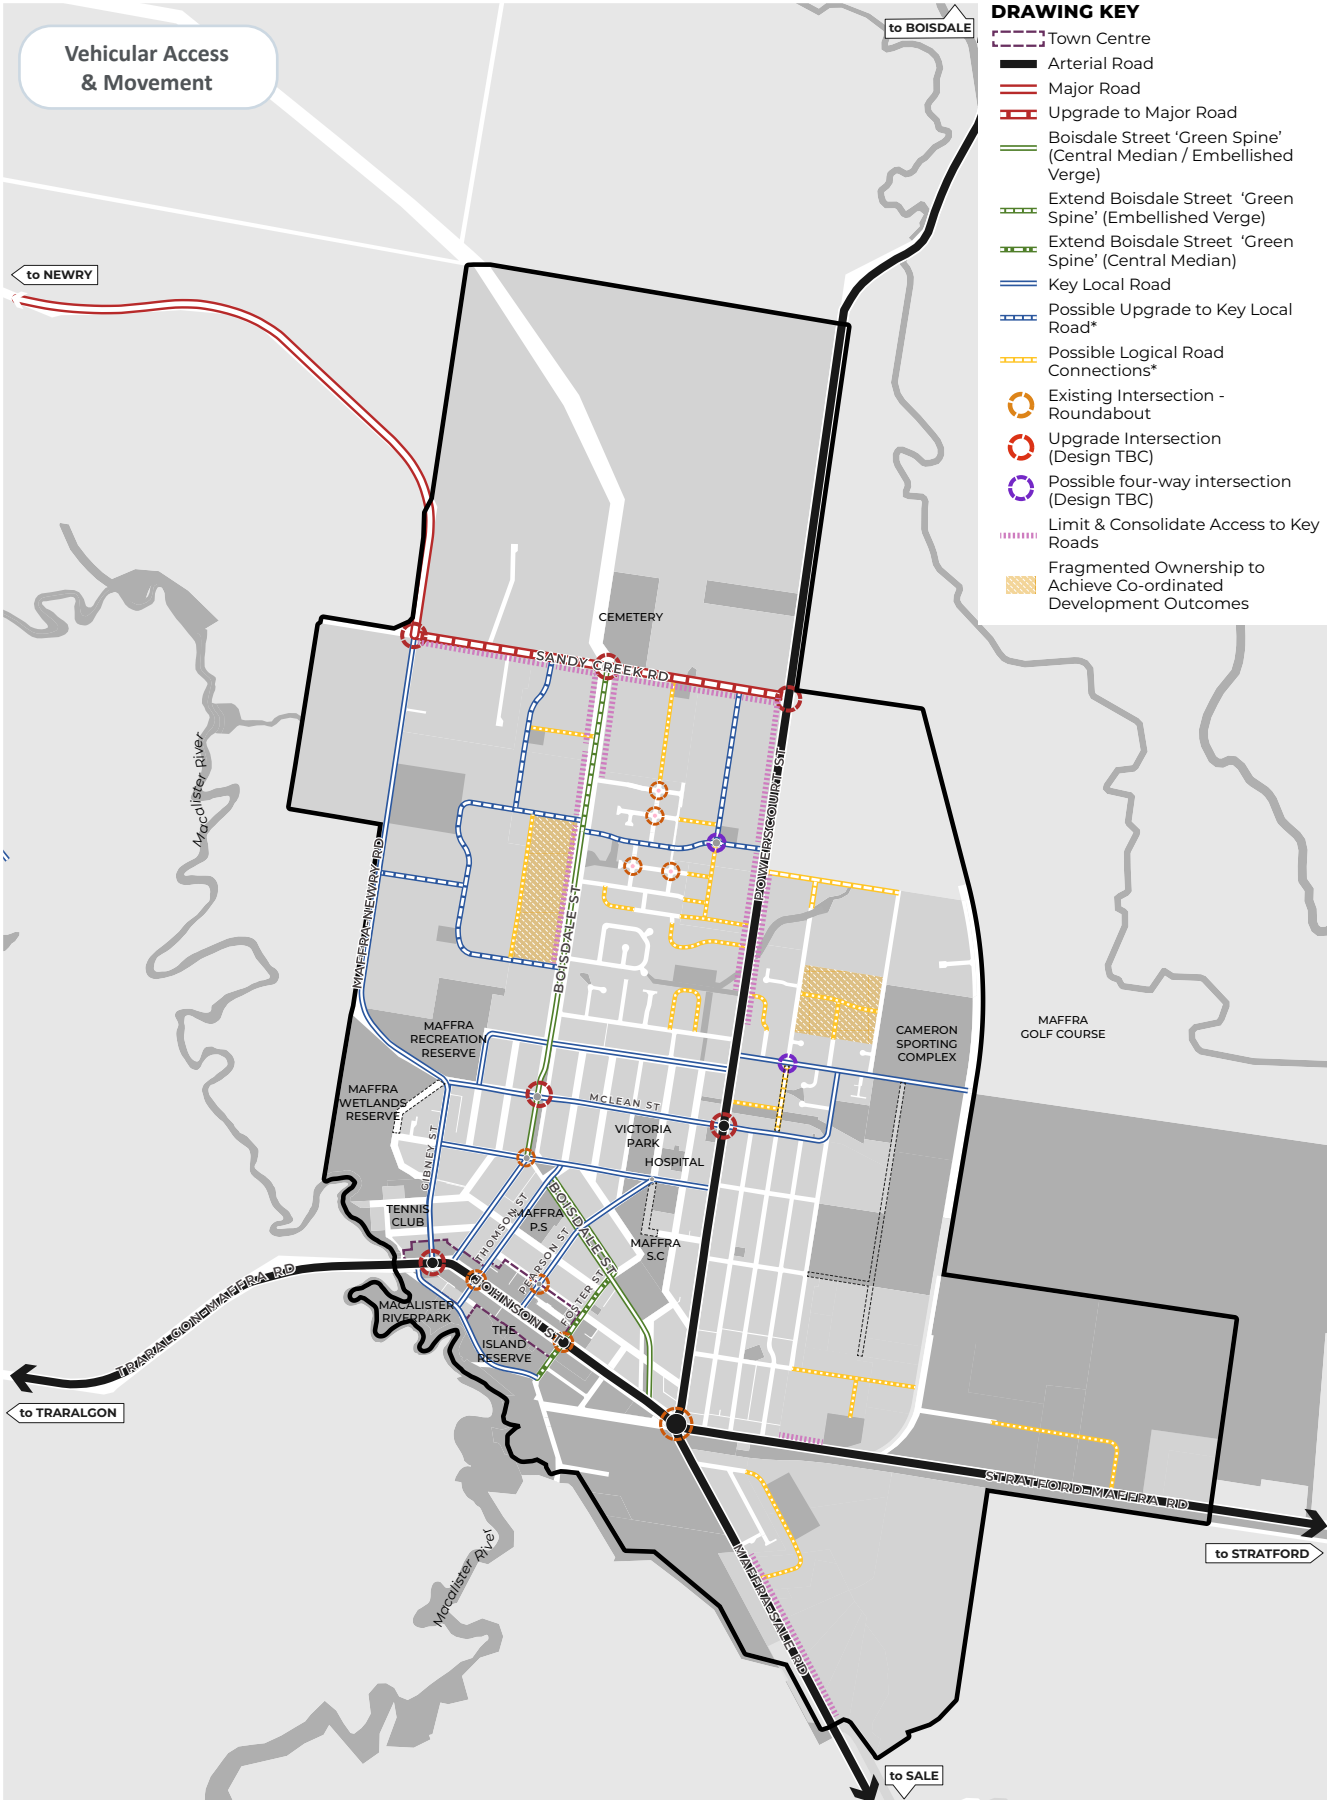 Vehicular Access
& Movement
to BOISDALE
DRAWING KEY
Town Centre
Arterial Road
Major Road
Upgrade to Major Road
Boisdale Street ‘Green Spine’
(Central Median / Embellished
Verge)
Extend Boisdale Street ‘Green
Spine’ (Embellished Verge)
Extend Boisdale Street ‘Green
Spine’ (Central Median)
Key Local Road
Possible Upgrade to Key Local
Road*
Possible Logical Road
Connections*
Existing Intersection -
Roundabout
Upgrade Intersection
(Design TBC)
Possible four-way intersection
(Design TBC)
Limit & Consolidate Access to Key
Roads
Fragmented Ownership to
Achieve Co-ordinated
Development Outcomes
to NEWRY
CEMETERY
SANDY CREEK RD
Macalister River
POWERSCOURT ST
MAFFRA-NEWRY RD
BOISDALE ST
MAFFRA
RECREATION
RESERVE
CAMERON
SPORTING
COMPLEX
MAFFRA
GOLF COURSE
MAFFRA
WETLANDS
RESERVE
MCLEAN ST
VICTORIA
PARK
HOSPITAL
GIBNEY ST
TENNIS
CLUB
THOMSON ST
MAFFRA
P.S
BOISDALE ST
PEARSON ST
MAFFRA
S.C
FOSTER ST
JOHNSON ST
TRARALGON-MAFFRA RD
MACALISTER
RIVERPARK
THE
ISLAND
RESERVE
to TRARALGON
STRATFORD-MAFFRA RD
to STRATFORD
Macalister River
MAFFRA-SALE RD
to SALE